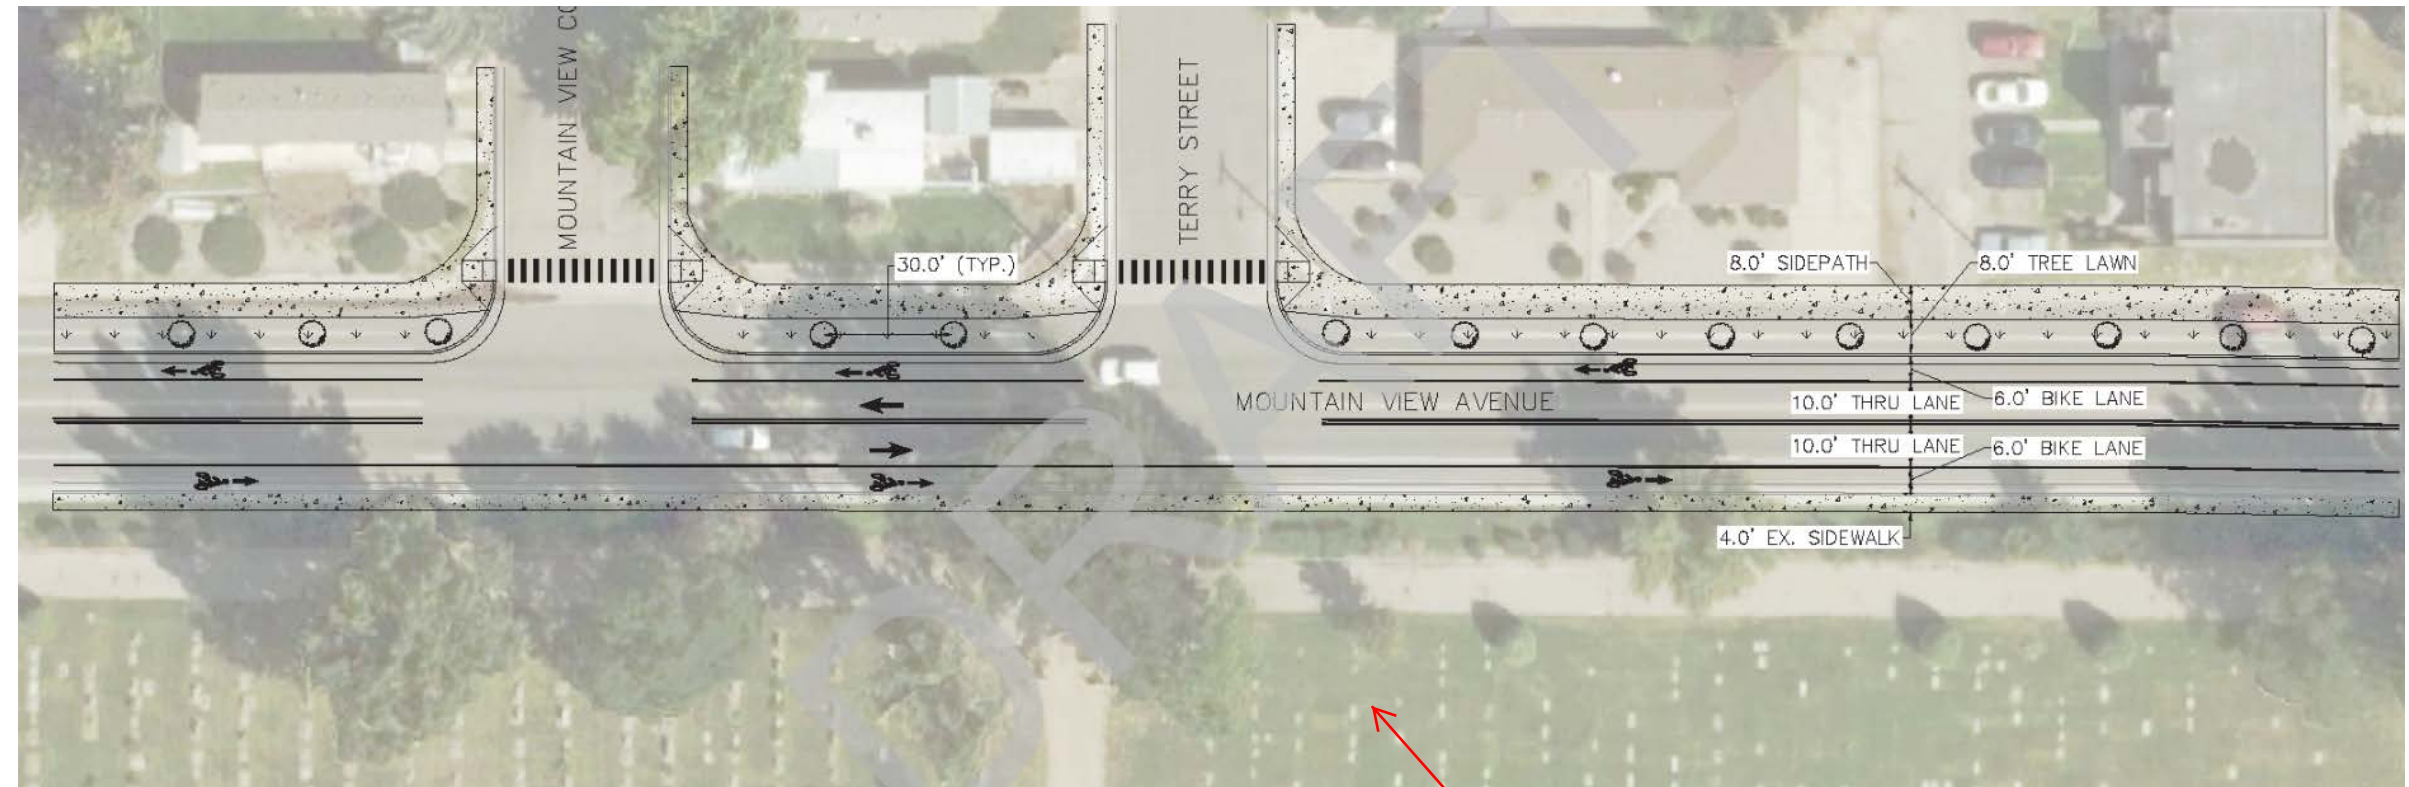 MOUNTAIN VIEW CO
TERRY STREET
30.0' (TYP.)
8.0' SIDEPATH
8.0' TREE LAWN
MOUNTAIN VIEW AVENUE
10.0' THRU LANE
6.0' BIKE LANE
10.0' THRU LANE
6.0' BIKE LANE
4.0' EX. SIDEWALK
DRAFT